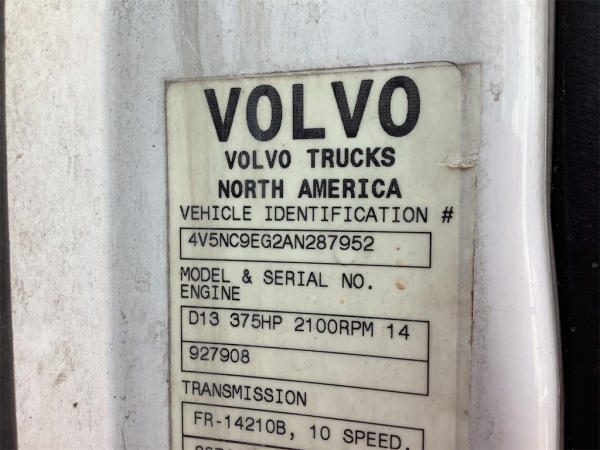 VOLVO
VOLVO TRUCKS
NORTH AMERICA
VEHICLE IDENTIFICATION #
4V5NC9EG2AN287952
MODEL & SERIAL NO.
ENGINE
D13 375HP 2100RPM 14
927908
TRANSMISSION
FR-14210B, 10 SPEED,